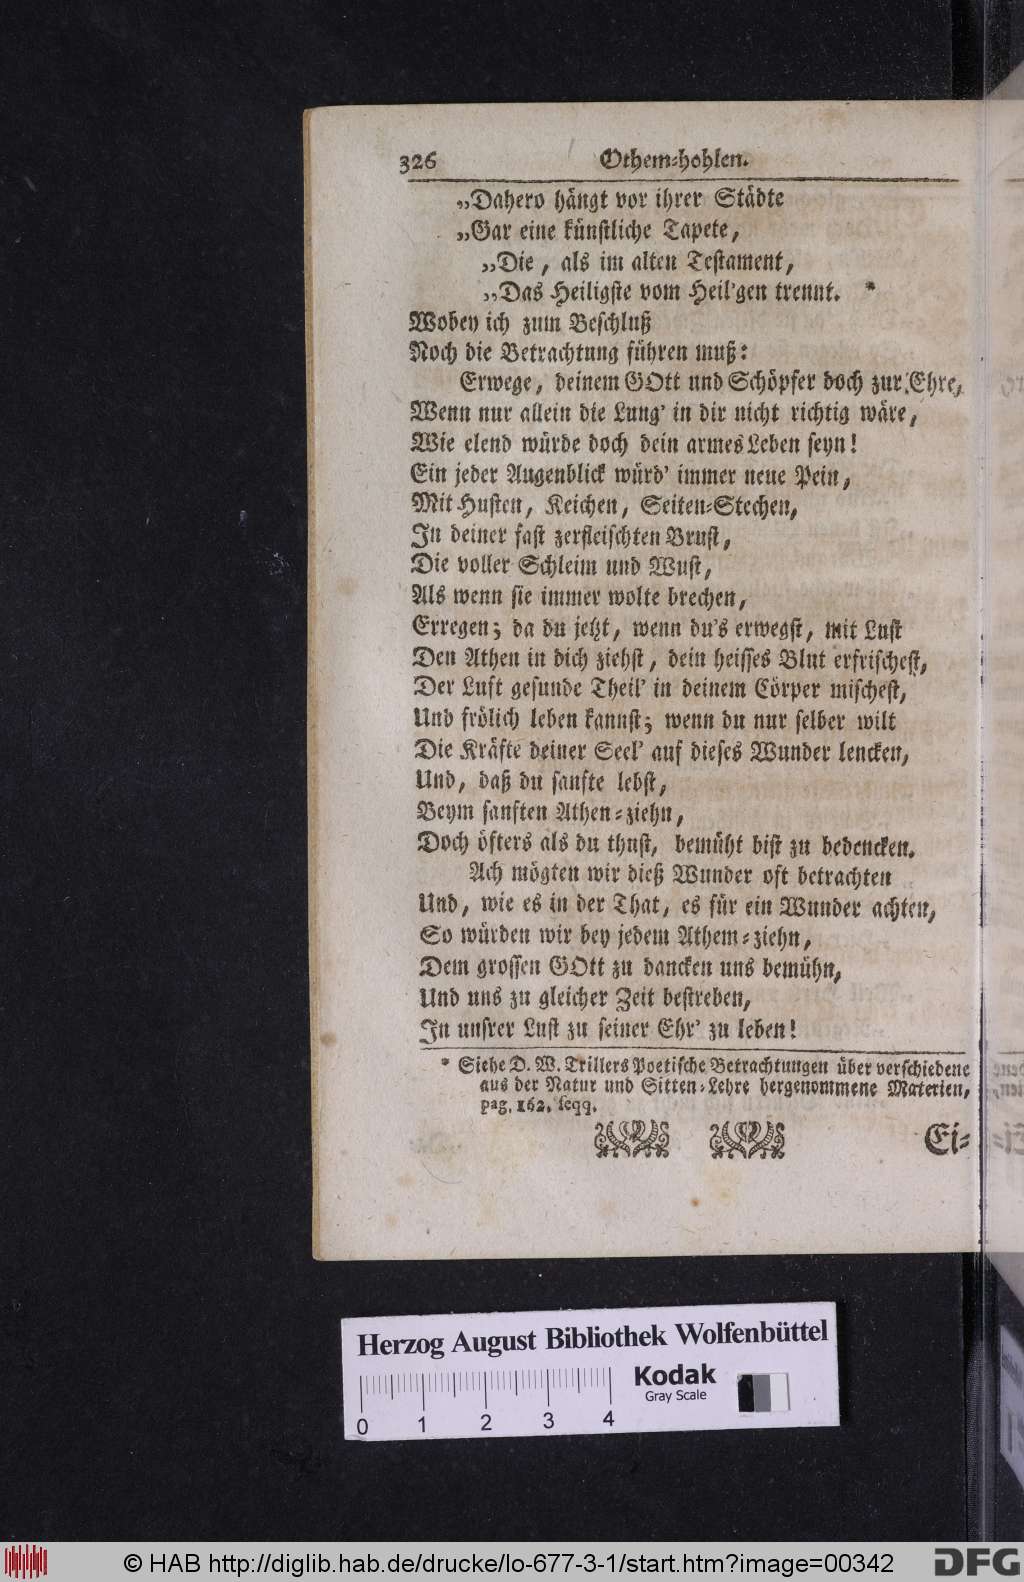 326 Othem-hohlen.
„Dahero hängt vor ihrer Städte
„Gar eine künstliche Tapete,
„Die, als im alten Testament,
„Das Heiligste vom Heil'gen trennt. *
Wobey ich zum Beschluß
Noch die Betrachtung führen muß:
Erwege, deinem GOtt und Schöpfer doch zur Ehre,
Wenn nur allein die Lung' in dir nicht richtig wäre,
Wie elend würde doch dein armes Leben seyn!
Ein jeder Augenblick würd' immer neue Pein,
Mit Husten, Keichen, Seiten-Stechen,
In deiner fast zerfleischten Brust,
Die voller Schleim und Wust,
Als wenn sie immer wolte brechen,
Erregen; da du jetzt, wenn du's erwegst, mit Lust
Den Athen in dich ziehst, dein heisses Blut erfrischest,
Der Luft gesunde Theil' in deinem Cörper mischest,
Und frölich leben kannst; wenn du nur selber wilt
Die Kräfte deiner Seel' auf dieses Wunder lencken,
Und, daß du sanfte lebst,
Beym sanften Athen-ziehn,
Doch öfters als du thust, bemüht bist zu bedencken.
Ach mögten wir dieß Wunder oft betrachten
Und, wie es in der That, es für ein Wunder achten,
So würden wir bey jedem Athem-ziehn,
Dem grossen GOtt zu dancken uns bemühn,
Und uns zu gleicher Zeit bestreben,
In unsrer Lust zu seiner Ehr' zu leben!
* Siehe D. W. Trillers Poetische Betrachtungen über verschiedene
aus der Natur und Sitten-Lehre hergenommene Materien,
pag. 162. seqq.
Ei-
Herzog August Bibliothek Wolfenbüttel
Kodak
Gray Scale
0 1 2 3 4
© HAB http://diglib.hab.de/drucke/lo-677-3-1/start.htm?image=00342
DFG